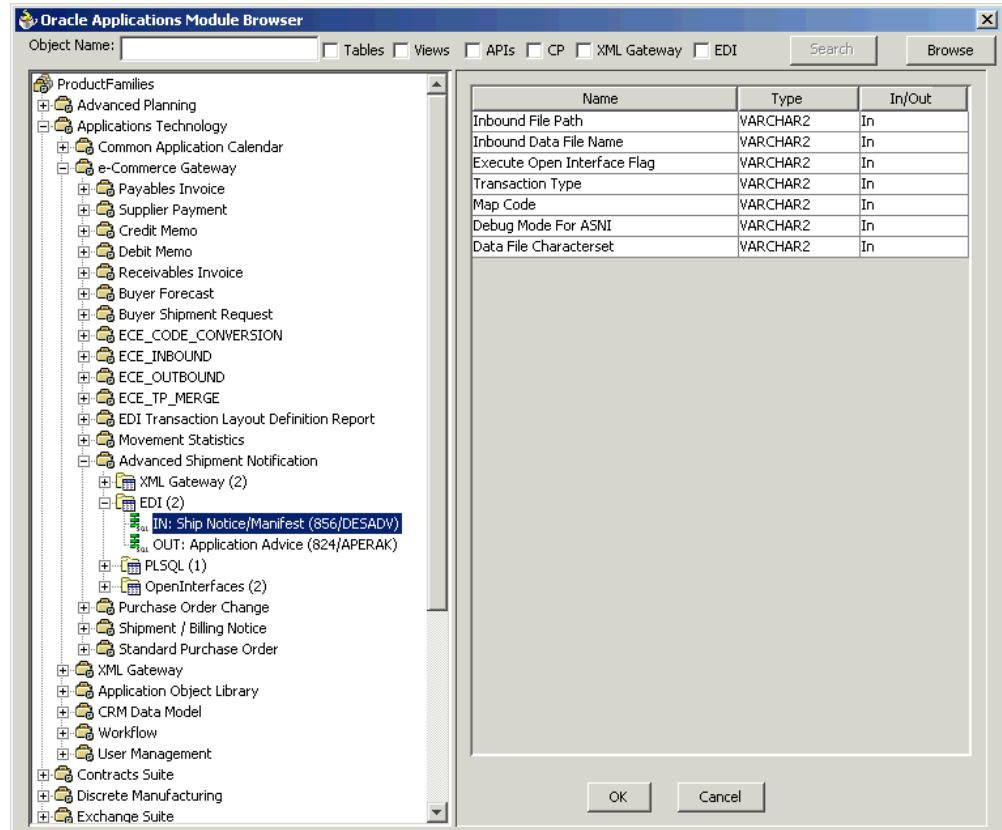 Oracle Applications Module Browser
Object Name: Tables Views APIs CP XML Gateway EDI Search Browse
ProductFamilies
Advanced Planning
Applications Technology
Common Application Calendar
e-Commerce Gateway
Payables Invoice
Supplier Payment
Credit Memo
Debit Memo
Receivables Invoice
Buyer Forecast
Buyer Shipment Request
ECE_CODE_CONVERSION
ECE_INBOUND
ECE_OUTBOUND
ECE_TP_MERGE
EDI Transaction Layout Definition Report
Movement Statistics
Advanced Shipment Notification
XML Gateway (2)
EDI (2)
SQL IN: Ship Notice/Manifest (856/DESADV)
SQL OUT: Application Advice (824/APERAK)
PLSQL (1)
OpenInterfaces (2)
Purchase Order Change
Shipment / Billing Notice
Standard Purchase Order
XML Gateway
Application Object Library
CRM Data Model
Workflow
User Management
Contracts Suite
Discrete Manufacturing
Exchange Suite
Name Type In/Out
Inbound File Path VARCHAR2 In
Inbound Data File Name VARCHAR2 In
Execute Open Interface Flag VARCHAR2 In
Transaction Type VARCHAR2 In
Map Code VARCHAR2 In
Debug Mode For ASNI VARCHAR2 In
Data File Characterset VARCHAR2 In
OK Cancel